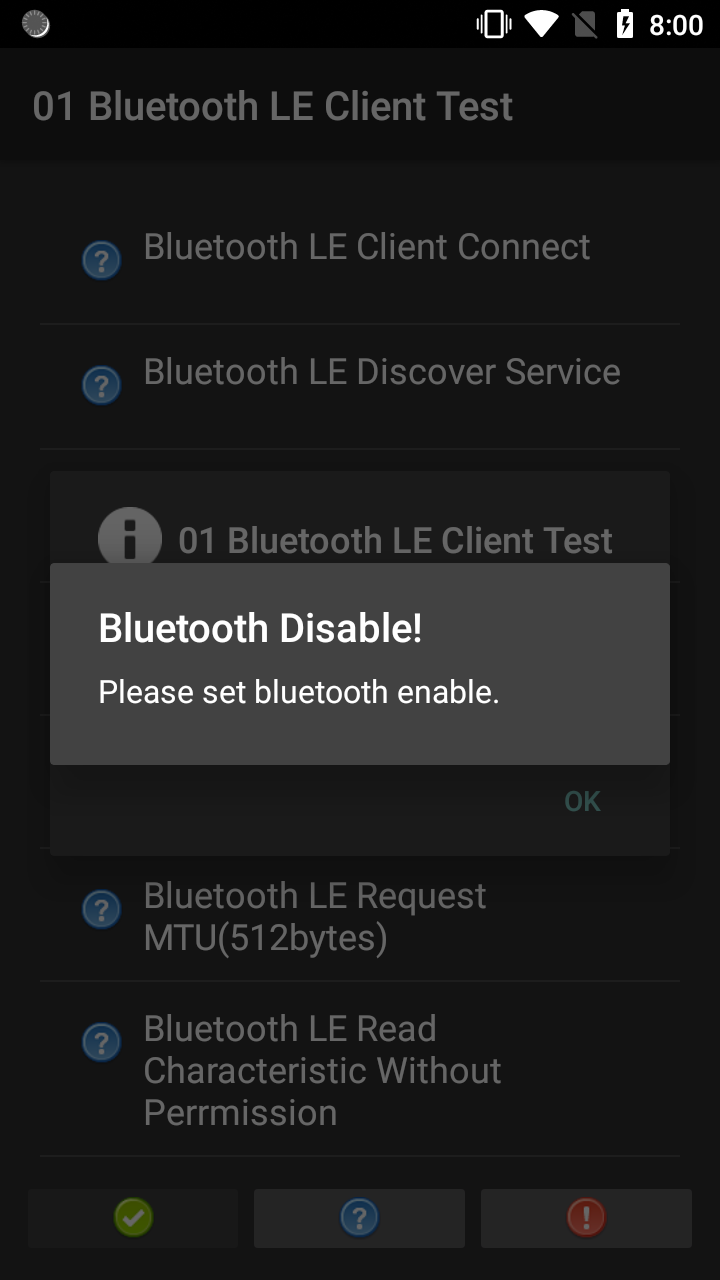 8:00
01 Bluetooth LE Client Test
Bluetooth LE Client Connect
Bluetooth LE Discover Service
01 Bluetooth LE Client Test
Bluetooth Disable!
Please set bluetooth enable.
OK
Bluetooth LE Request
MTU(512bytes)
Bluetooth LE Read
Characteristic Without
Perrmission